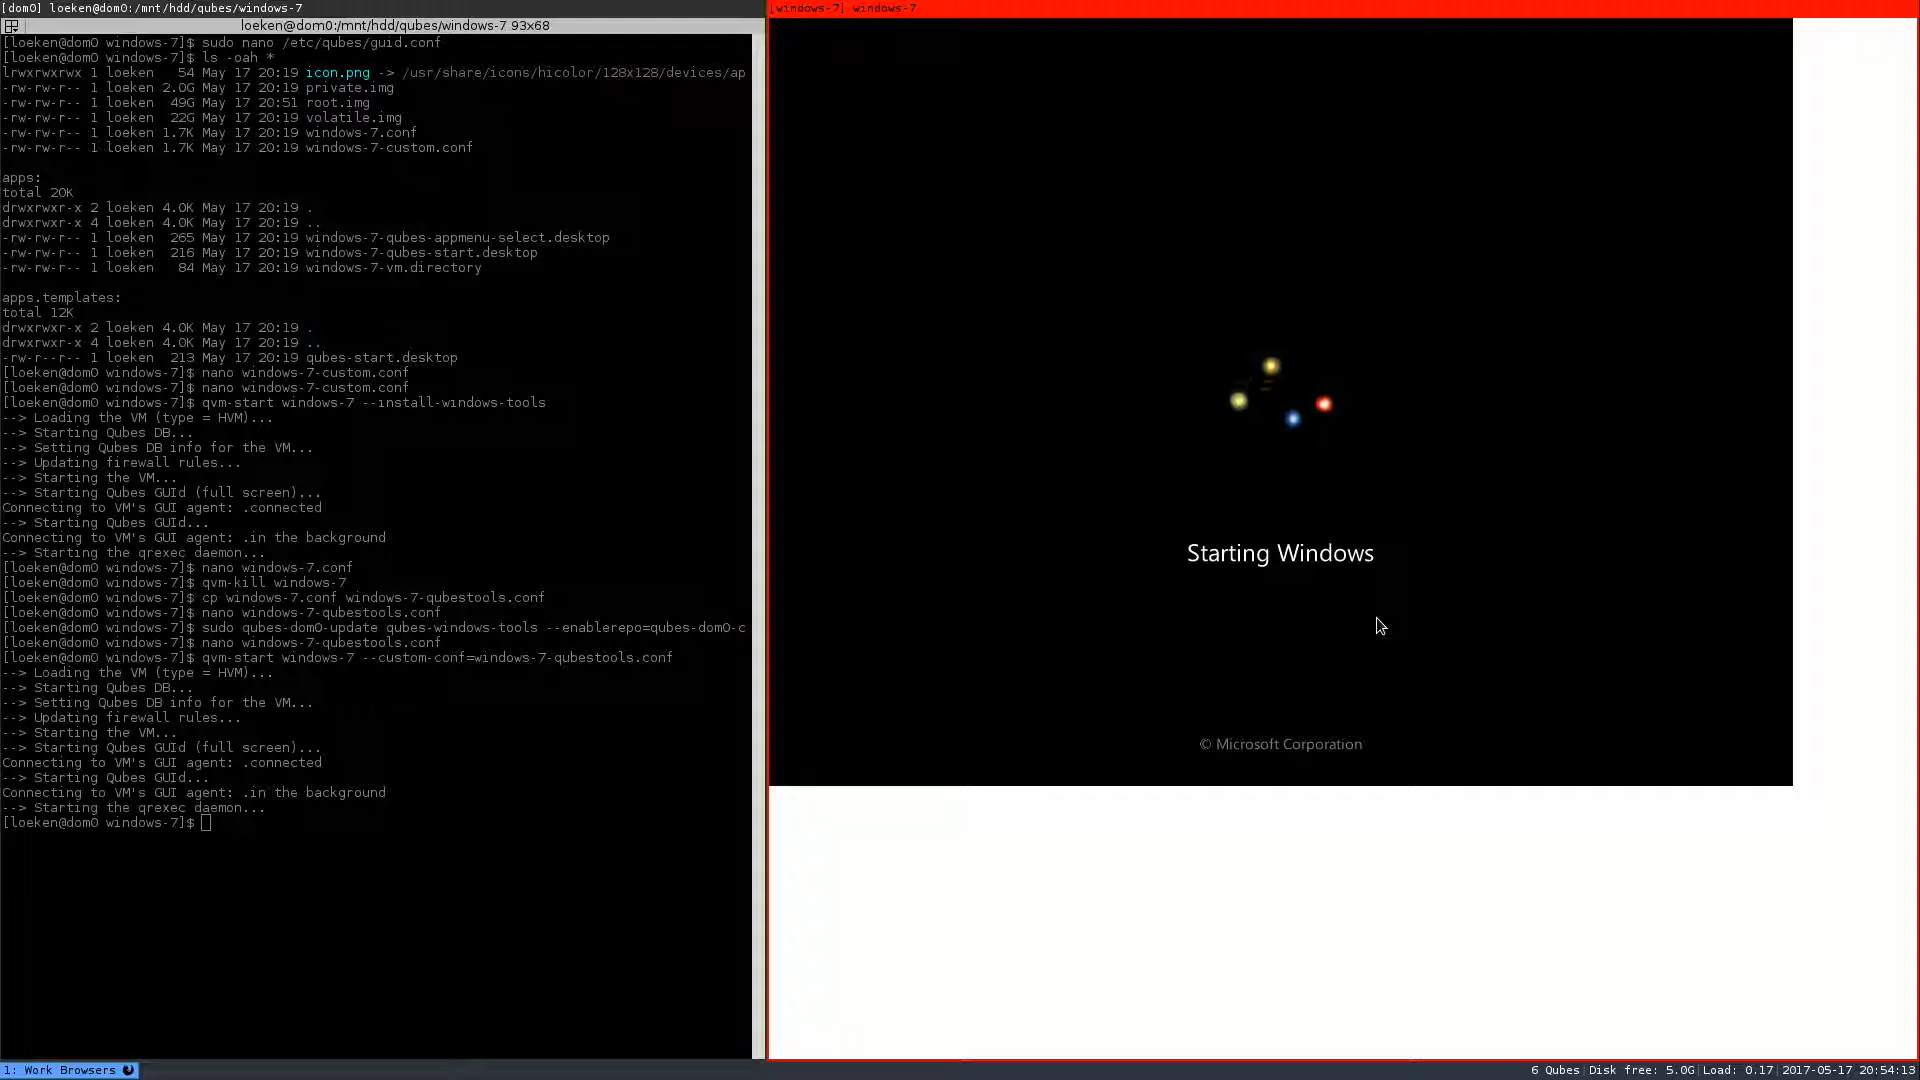 [dom0] loeken@dom0:/mnt/hdd/qubes/windows-7
loeken@dom0:/mnt/hdd/qubes/windows-7 93x68
[loeken@dom0 windows-7]$ sudo nano /etc/qubes/guid.conf
[loeken@dom0 windows-7]$ ls -oah *
lrwxrwxrwx 1 loeken   54 May 17 20:19 icon.png -> /usr/share/icons/hicolor/128x128/devices/ap
-rw-rw-r-- 1 loeken 2.0G May 17 20:19 private.img
-rw-rw-r-- 1 loeken  49G May 17 20:51 root.img
-rw-rw-r-- 1 loeken  22G May 17 20:19 volatile.img
-rw-rw-r-- 1 loeken 1.7K May 17 20:19 windows-7.conf
-rw-rw-r-- 1 loeken 1.7K May 17 20:19 windows-7-custom.conf
apps:
total 20K
drwxrwxr-x 2 loeken 4.0K May 17 20:19 .
drwxrwxr-x 4 loeken 4.0K May 17 20:19 ..
-rw-rw-r-- 1 loeken  265 May 17 20:19 windows-7-qubes-appmenu-select.desktop
-rw-rw-r-- 1 loeken  216 May 17 20:19 windows-7-qubes-start.desktop
-rw-rw-r-- 1 loeken   84 May 17 20:19 windows-7-vm.directory
apps.templates:
total 12K
drwxrwxr-x 2 loeken 4.0K May 17 20:19 .
drwxrwxr-x 4 loeken 4.0K May 17 20:19 ..
-rw-r--r-- 1 loeken  213 May 17 20:19 qubes-start.desktop
[loeken@dom0 windows-7]$ nano windows-7-custom.conf
[loeken@dom0 windows-7]$ nano windows-7-custom.conf
[loeken@dom0 windows-7]$ qvm-start windows-7 --install-windows-tools
--> Loading the VM (type = HVM)...
--> Starting Qubes DB...
--> Setting Qubes DB info for the VM...
--> Updating firewall rules...
--> Starting the VM...
--> Starting Qubes GUId (full screen)...
Connecting to VM's GUI agent: .connected
--> Starting Qubes GUId...
Connecting to VM's GUI agent: .in the background
--> Starting the qrexec daemon...
[loeken@dom0 windows-7]$ nano windows-7.conf
[loeken@dom0 windows-7]$ qvm-kill windows-7
[loeken@dom0 windows-7]$ cp windows-7.conf windows-7-qubestools.conf
[loeken@dom0 windows-7]$ nano windows-7-qubestools.conf
[loeken@dom0 windows-7]$ sudo qubes-dom0-update qubes-windows-tools --enablerepo=qubes-dom0-c
[loeken@dom0 windows-7]$ nano windows-7-qubestools.conf
[loeken@dom0 windows-7]$ qvm-start windows-7 --custom-conf=windows-7-qubestools.conf
--> Loading the VM (type = HVM)...
--> Starting Qubes DB...
--> Setting Qubes DB info for the VM...
--> Updating firewall rules...
--> Starting the VM...
--> Starting Qubes GUId (full screen)...
Connecting to VM's GUI agent: .connected
--> Starting Qubes GUId...
Connecting to VM's GUI agent: .in the background
--> Starting the qrexec daemon...
[loeken@dom0 windows-7]$
[windows-7] windows-7
Starting Windows
© Microsoft Corporation
1: Work Browsers
6 Qubes|Disk free: 5.0G|Load: 0.17|2017-05-17 20:54:13